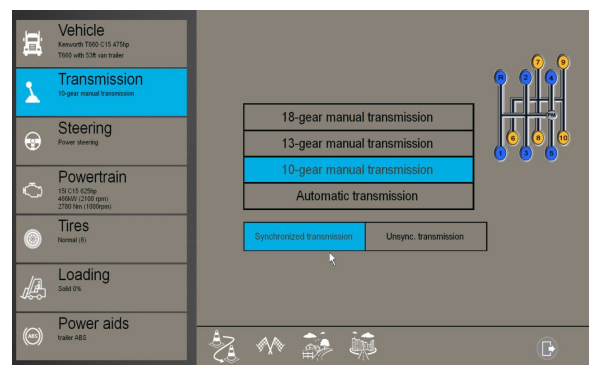 Vehicle
Kenworth T660 C15 475hp
T660 with 53ft van trailer
Transmission
10-gear manual transmission
Steering
Power steering
Powertrain
15l C15 625hp
466kW (2100 rpm)
2780 Nm (1000rpm)
Tires
Normal (6)
Loading
Solid 0%
Power aids
ABS
trailer ABS
18-gear manual transmission
13-gear manual transmission
10-gear manual transmission
Automatic transmission
Synchronized transmission
Unsync. transmission
7 9
R 2 4
6 8 10
1 3 5